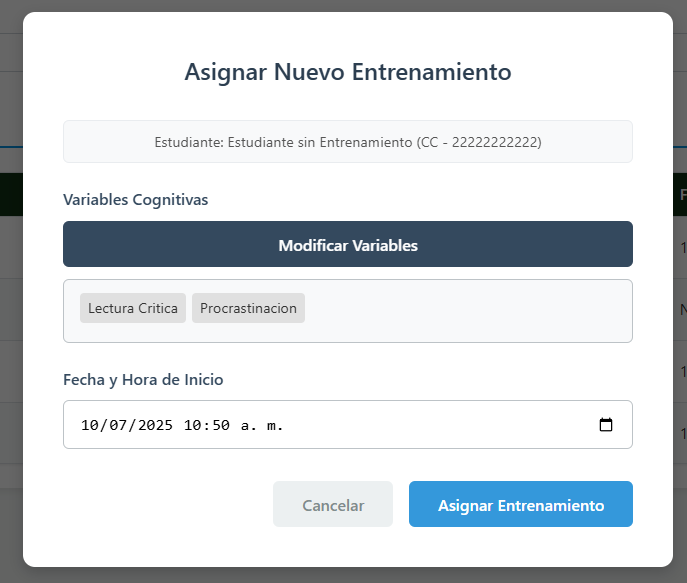 Asignar Nuevo Entrenamiento
Estudiante: Estudiante sin Entrenamiento (CC - 22222222222)
Variables Cognitivas
Modificar Variables
Lectura Critica Procrastinacion
Fecha y Hora de Inicio
10/07/2025 10:50 a. m.
Cancelar Asignar Entrenamiento